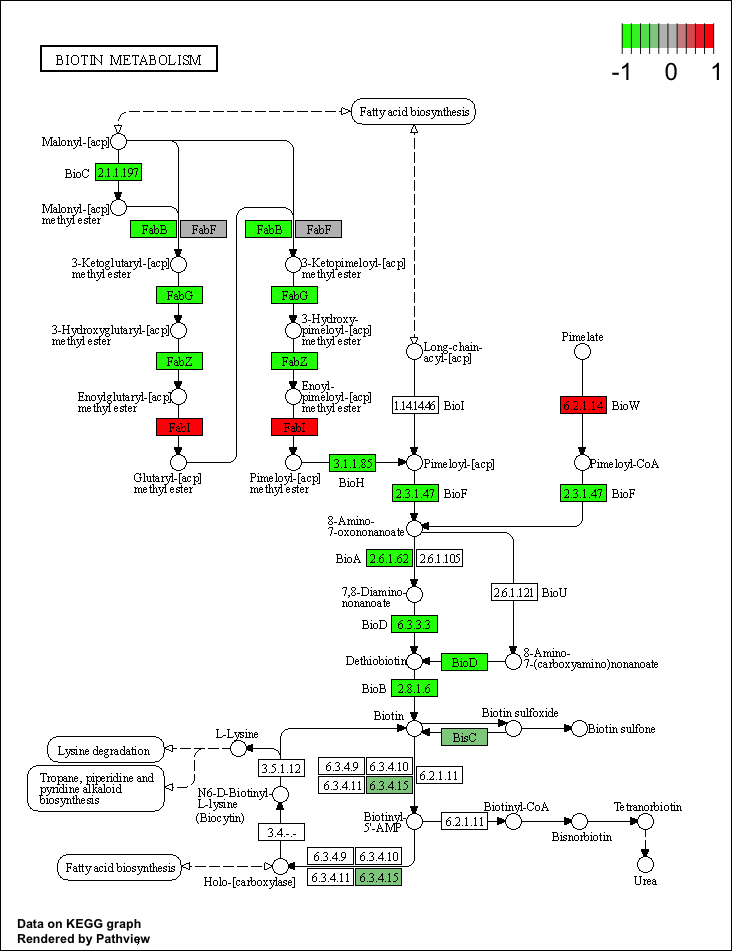 BIOTIN METABOLISM
-1 0 1
Fatty acid biosynthesis
Malonyl-[acp]
BioC 2.1.1.197
Malonyl-[acp]
methyl ester
FabB FabF FabB FabF
3-Ketoglutaryl-[acp]
methyl ester
3-Ketopimeloyl-[acp]
methyl ester
FabG FabG
3-Hydroxyglutaryl-[acp]
methyl ester
3-Hydroxy-
pimeloyl-[acp]
methyl ester
Long-chain-
acyl-[acp]
Pimelate
FabZ FabZ
Enoylglutaryl-[acp]
methyl ester
Enoyl-
pimeloyl-[acp]
methyl ester
1.14.14.46 BioI
6.2.1.14 BioW
FabI FabI
Glutaryl-[acp]
methyl ester
Pimeloyl-[acp]
methyl ester
3.1.1.85
BioH
Pimeloyl-[acp]
Pimeloyl-CoA
2.3.1.47 BioF
2.3.1.47 BioF
8-Amino-
7-oxononanoate
BioA 2.6.1.62 2.6.1.105
7,8-Diamino-
nonanoate
2.6.1.121 BioU
BioD 6.3.3.3
Dethiobiotin
BioD
8-Amino-
7-(carboxyamino)nonanoate
BioB 2.8.1.6
Biotin
Biotin sulfoxide
Biotin sulfone
BisC
L-Lysine
Lysine degradation
Tropane, piperidine and
pyridine alkaloid
biosynthesis
3.5.1.12
6.3.4.9 6.3.4.10
6.3.4.11 6.3.4.15
6.2.1.11
N6-D-Biotinyl-
L-lysine
(Biocytin)
3.4.-.-
Biotinyl-
5'-AMP
6.2.1.11
Biotinyl-CoA
Bisnorbiotin
Tetranorbiotin
Urea
Fatty acid biosynthesis
Holo-[carboxylase]
6.3.4.9 6.3.4.10
6.3.4.11 6.3.4.15
Data on KEGG graph
Rendered by Pathview